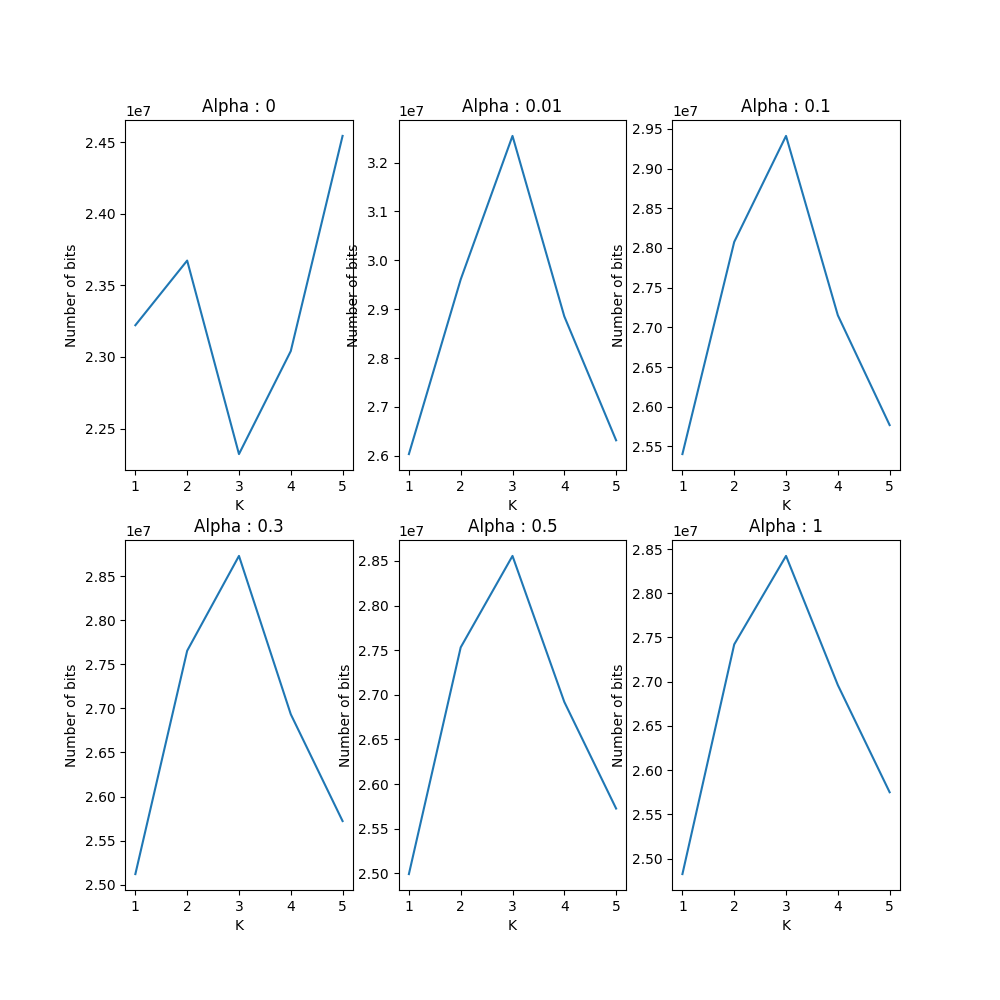 Alpha : 0
1e7
Number of bits
2.45
2.40
2.35
2.30
2.25
1 2 3 4 5
K
Alpha : 0.01
1e7
Number of bits
3.2
3.1
3.0
2.9
2.8
2.7
2.6
1 2 3 4 5
K
Alpha : 0.1
1e7
Number of bits
2.95
2.90
2.85
2.80
2.75
2.70
2.65
2.60
2.55
1 2 3 4 5
K
Alpha : 0.3
1e7
Number of bits
2.85
2.80
2.75
2.70
2.65
2.60
2.55
2.50
1 2 3 4 5
K
Alpha : 0.5
1e7
Number of bits
2.85
2.80
2.75
2.70
2.65
2.60
2.55
2.50
1 2 3 4 5
K
Alpha : 1
1e7
Number of bits
2.85
2.80
2.75
2.70
2.65
2.60
2.55
2.50
1 2 3 4 5
K